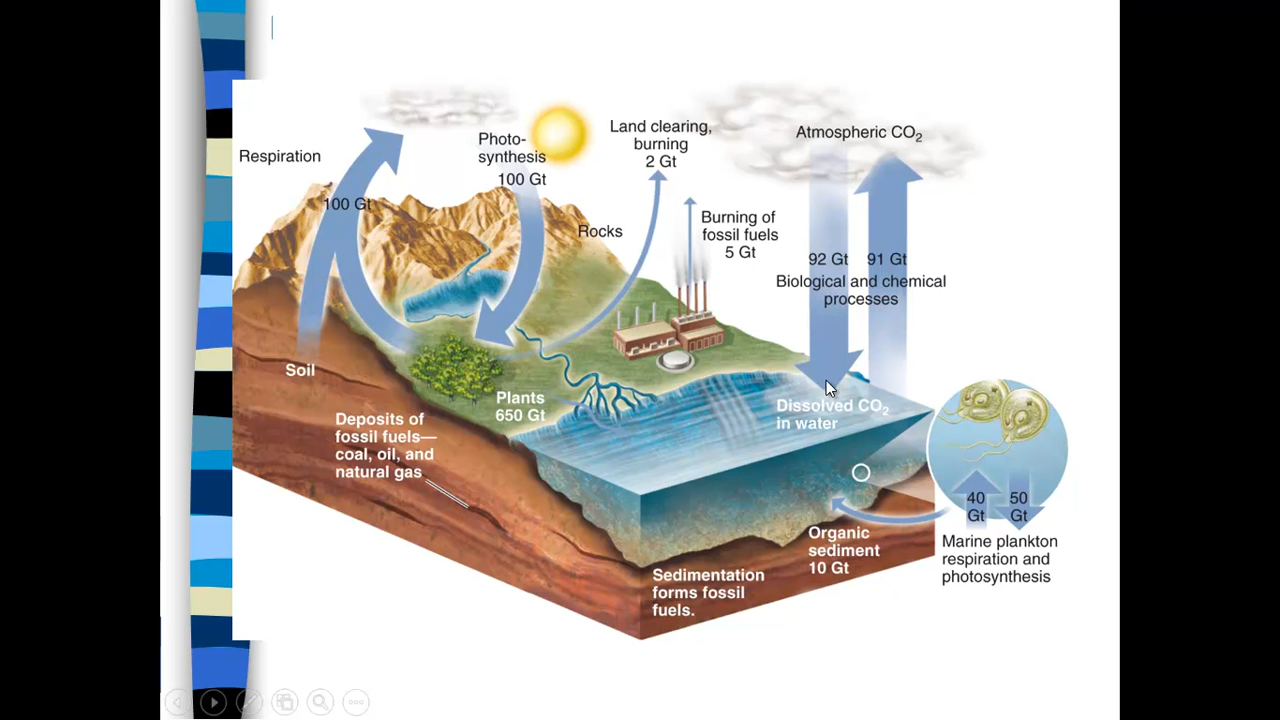 Respiration
100 Gt
Photo-
synthesis
100 Gt
Land clearing,
burning
2 Gt
Rocks
Burning of
fossil fuels
5 Gt
Atmospheric CO₂
92 Gt 91 Gt
Biological and chemical
processes
Soil
Plants
650 Gt
Deposits of
fossil fuels—
coal, oil, and
natural gas
Dissolved CO₂
in water
40
Gt
50
Gt
Marine plankton
respiration and
photosynthesis
Organic
sediment
10 Gt
Sedimentation
forms fossil
fuels.